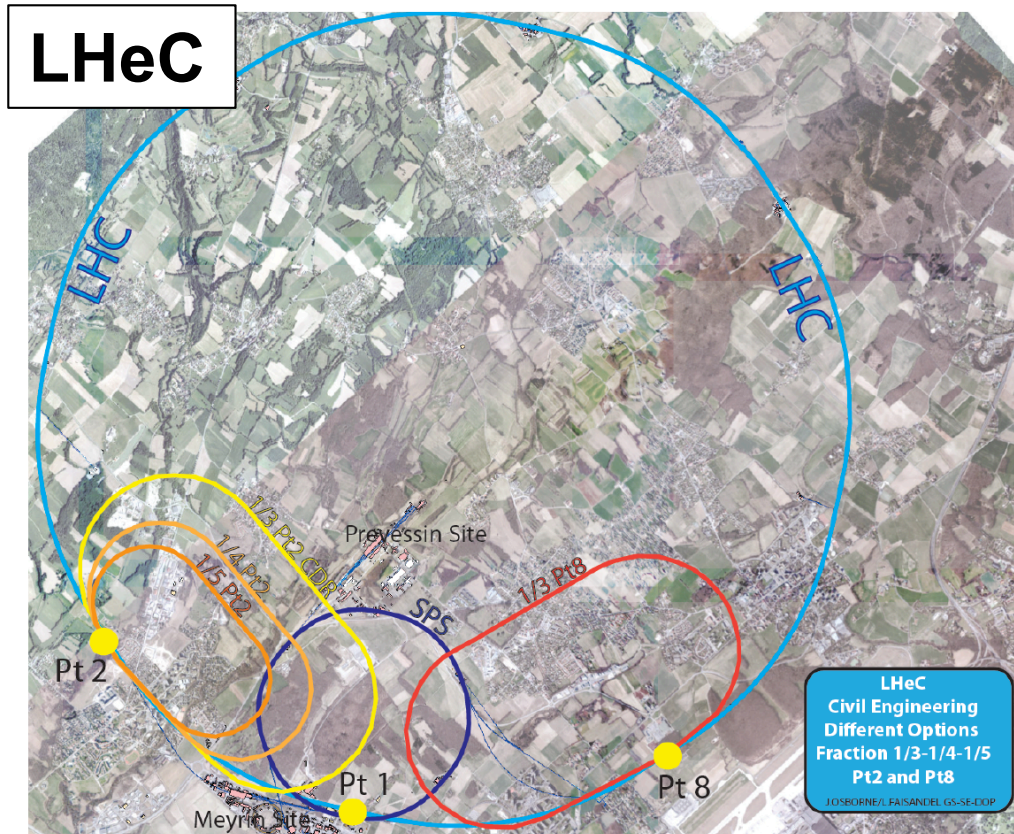 LHeC
LHC
LHC
1/3 Pt2 CDR
1/4 Pt2
1/5 Pt2
Prevessin Site
SPS
1/3 Pt8
Pt 2
Pt 1
Pt 8
Meyrin Site
LHeC
Civil Engineering
Different Options
Fraction 1/3-1/4-1/5
Pt2 and Pt8
J.OSBORNE/L.FAISANDEL GS-SE-DOP